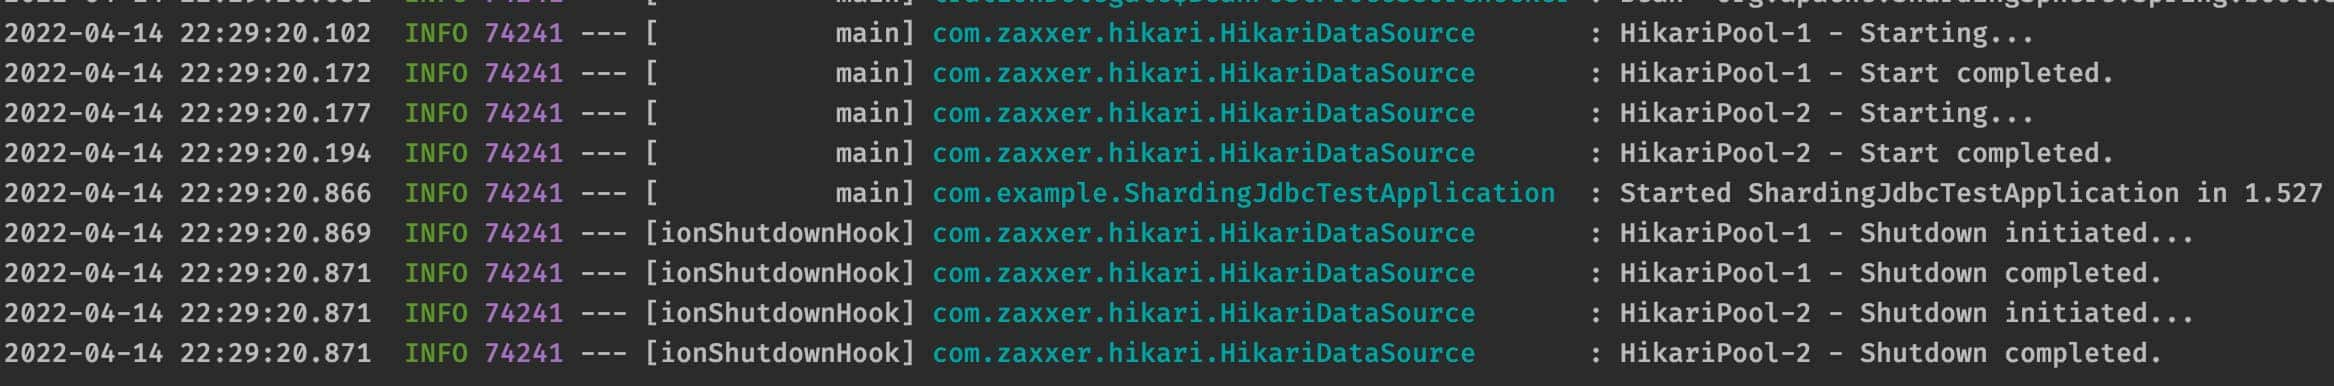 2022-04-14 22:29:20.102  INFO 74241 --- [           main] com.zaxxer.hikari.HikariDataSource       : HikariPool-1 - Starting...
2022-04-14 22:29:20.172  INFO 74241 --- [           main] com.zaxxer.hikari.HikariDataSource       : HikariPool-1 - Start completed.
2022-04-14 22:29:20.177  INFO 74241 --- [           main] com.zaxxer.hikari.HikariDataSource       : HikariPool-2 - Starting...
2022-04-14 22:29:20.194  INFO 74241 --- [           main] com.zaxxer.hikari.HikariDataSource       : HikariPool-2 - Start completed.
2022-04-14 22:29:20.866  INFO 74241 --- [           main] com.example.ShardingJdbcTestApplication  : Started ShardingJdbcTestApplication in 1.527
2022-04-14 22:29:20.869  INFO 74241 --- [ionShutdownHook] com.zaxxer.hikari.HikariDataSource       : HikariPool-1 - Shutdown initiated...
2022-04-14 22:29:20.871  INFO 74241 --- [ionShutdownHook] com.zaxxer.hikari.HikariDataSource       : HikariPool-1 - Shutdown completed.
2022-04-14 22:29:20.871  INFO 74241 --- [ionShutdownHook] com.zaxxer.hikari.HikariDataSource       : HikariPool-2 - Shutdown initiated...
2022-04-14 22:29:20.871  INFO 74241 --- [ionShutdownHook] com.zaxxer.hikari.HikariDataSource       : HikariPool-2 - Shutdown completed.